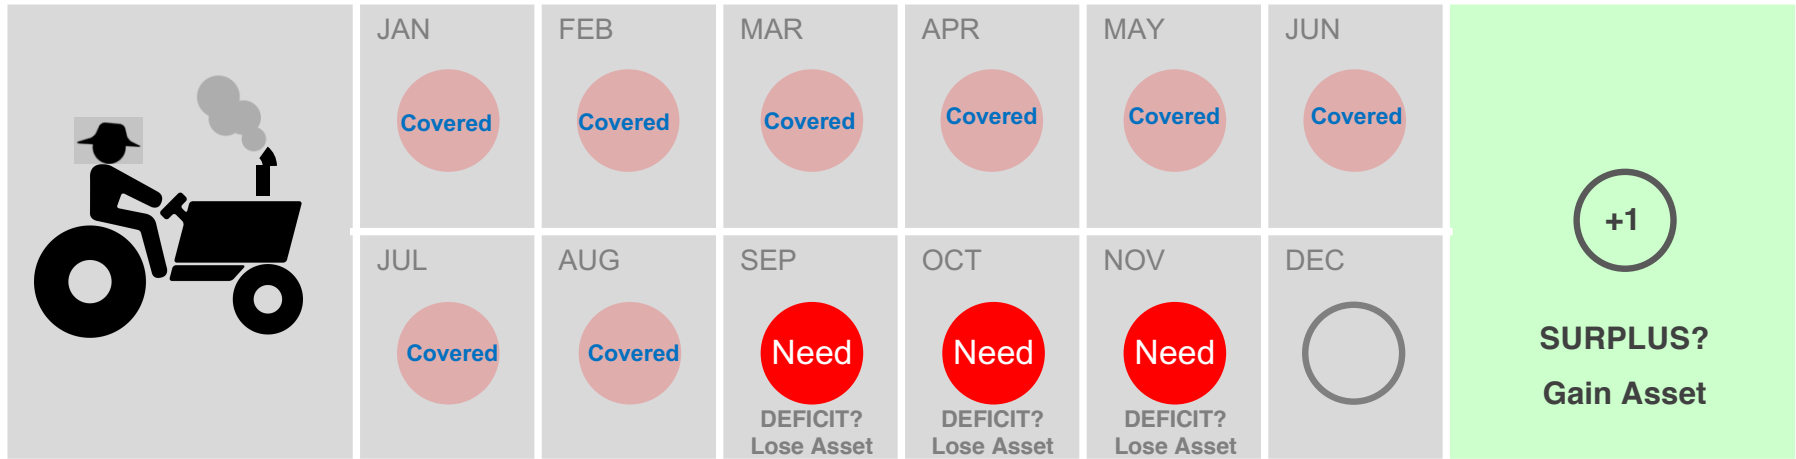 JAN
Covered
FEB
Covered
MAR
Covered
APR
Covered
MAY
Covered
JUN
Covered
JUL
Covered
AUG
Covered
SEP
Need
DEFICIT?
Lose Asset
OCT
Need
DEFICIT?
Lose Asset
NOV
Need
DEFICIT?
Lose Asset
DEC
+1
SURPLUS?
Gain Asset